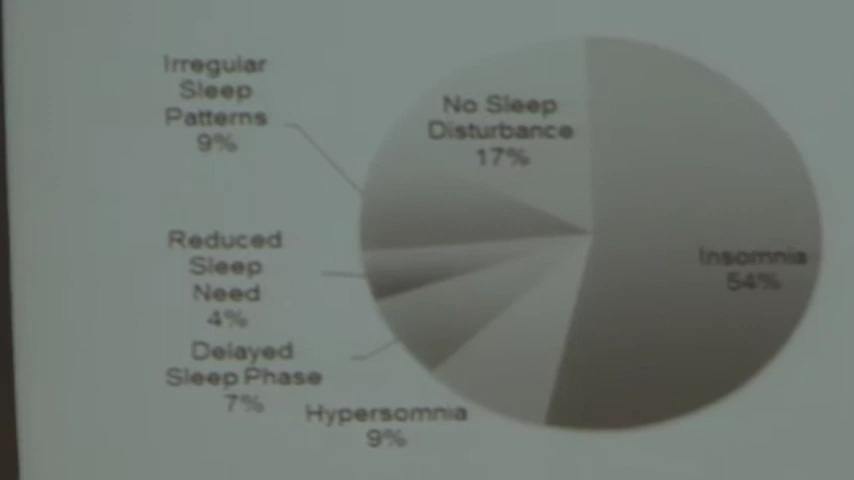 Irregular
Sleep
Patterns
9%
No Sleep
Disturbance
17%
Insomnia
54%
Reduced
Sleep
Need
4%
Delayed
Sleep Phase
7%
Hypersomnia
9%